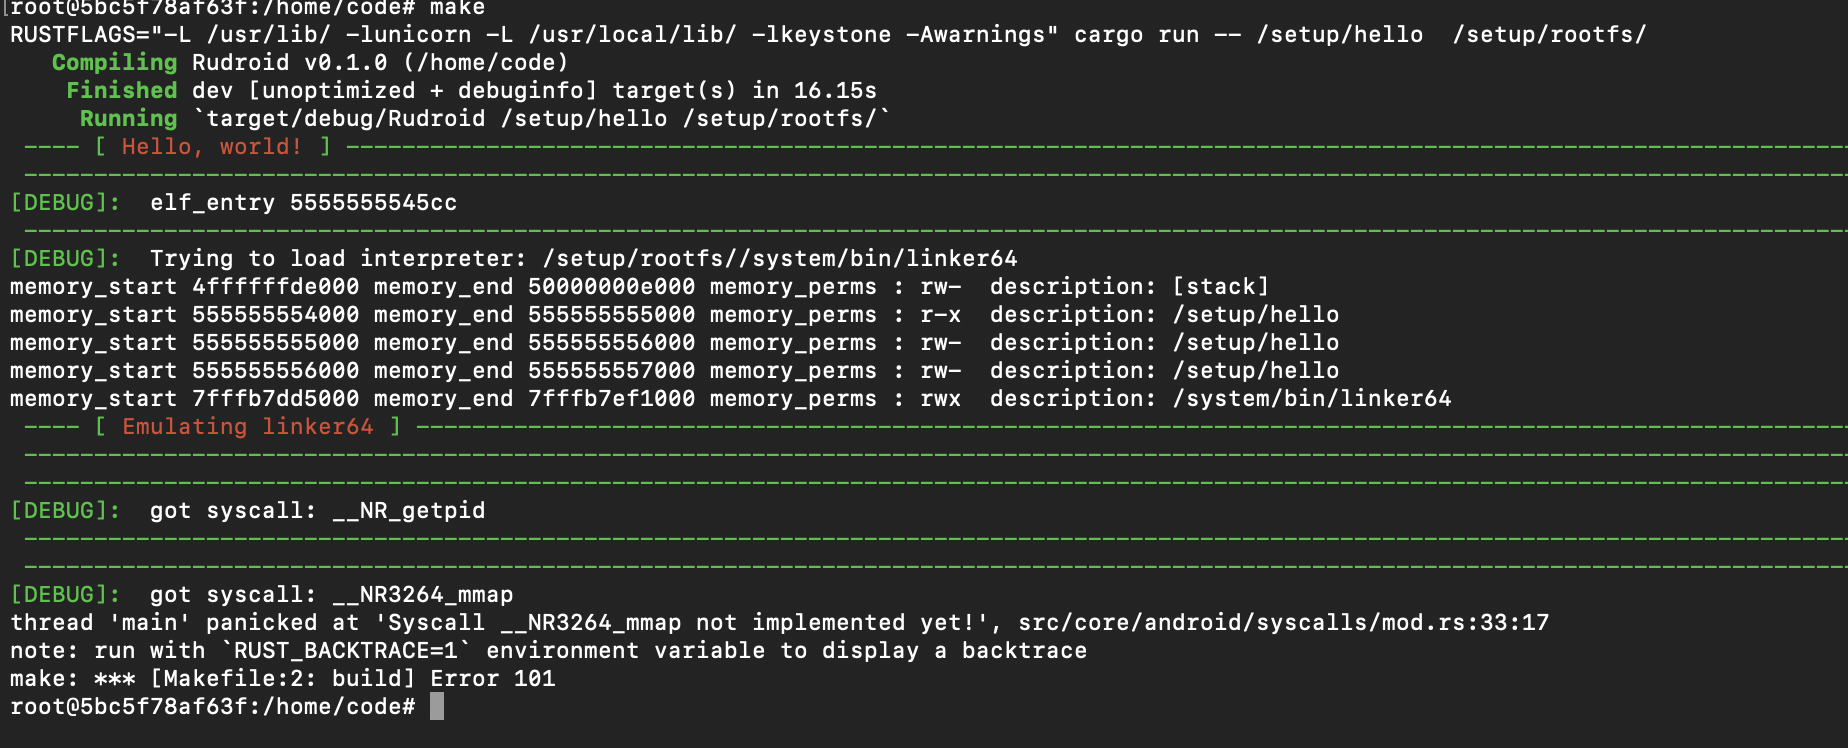 root@5bc5f78af63f:/home/code# make
RUSTFLAGS="-L /usr/lib/ -lunicorn -L /usr/local/lib/ -lkeystone -Awarnings" cargo run -- /setup/hello  /setup/rootfs/
   Compiling Rudroid v0.1.0 (/home/code)
    Finished dev [unoptimized + debuginfo] target(s) in 16.15s
     Running `target/debug/Rudroid /setup/hello /setup/rootfs/`
 ---- [ Hello, world! ] ------------------------------------------------------------------------------------------------------------
 ----------------------------------------------------------------------------------------------------------------------------------
[DEBUG]:  elf_entry 5555555545cc
 ----------------------------------------------------------------------------------------------------------------------------------
[DEBUG]:  Trying to load interpreter: /setup/rootfs//system/bin/linker64
memory_start 4ffffffde000 memory_end 50000000e000 memory_perms : rw-  description: [stack]
memory_start 555555554000 memory_end 555555555000 memory_perms : r-x  description: /setup/hello
memory_start 555555555000 memory_end 555555556000 memory_perms : rw-  description: /setup/hello
memory_start 555555556000 memory_end 555555557000 memory_perms : rw-  description: /setup/hello
memory_start 7fffb7dd5000 memory_end 7fffb7ef1000 memory_perms : rwx  description: /system/bin/linker64
 ---- [ Emulating linker64 ] -------------------------------------------------------------------------------------------------------
 ----------------------------------------------------------------------------------------------------------------------------------
 ----------------------------------------------------------------------------------------------------------------------------------
[DEBUG]:  got syscall: __NR_getpid
 ----------------------------------------------------------------------------------------------------------------------------------
 ----------------------------------------------------------------------------------------------------------------------------------
[DEBUG]:  got syscall: __NR3264_mmap
thread 'main' panicked at 'Syscall __NR3264_mmap not implemented yet!', src/core/android/syscalls/mod.rs:33:17
note: run with `RUST_BACKTRACE=1` environment variable to display a backtrace
make: *** [Makefile:2: build] Error 101
root@5bc5f78af63f:/home/code#